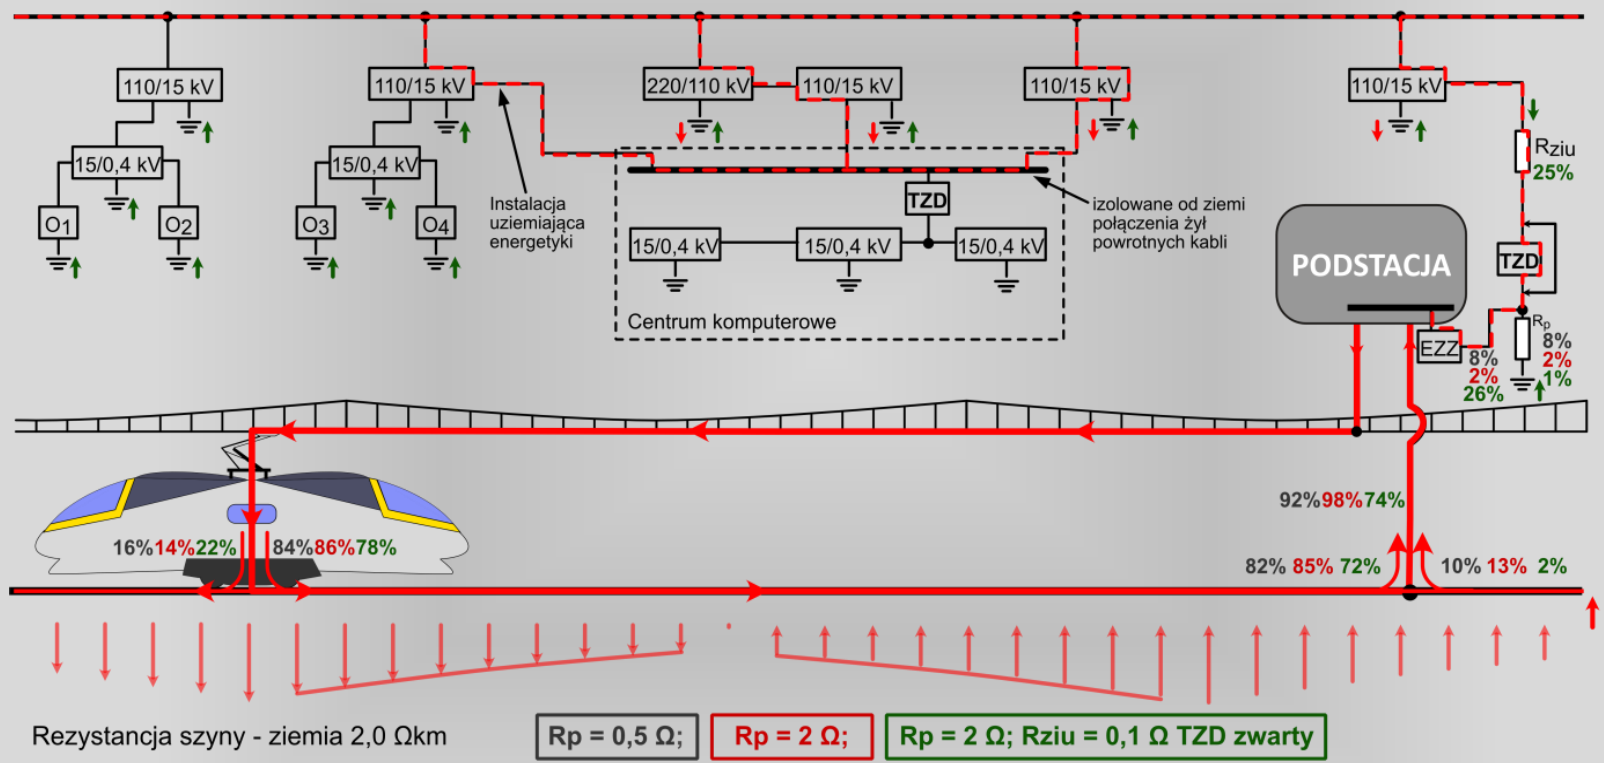 110/15 kV
110/15 kV
220/110 kV
110/15 kV
110/15 kV
110/15 kV
15/0,4 kV
15/0,4 kV
Rziu
25%
Instalacja
uziemiająca
energetyki
TZD
izolowane od ziemi
połączenia żył
powrotnych kabli
O1
O2
O3
O4
15/0,4 kV
15/0,4 kV
15/0,4 kV
PODSTACJA
TZD
Centrum komputerowe
EZZ
Rp
8%
2%
1%
8%
2%
26%
92% 98% 74%
16% 14% 22%
84% 86% 78%
82% 85% 72%
10% 13% 2%
Rezystancja szyny - ziemia 2,0 Ωkm
Rp = 0,5 Ω;
Rp = 2 Ω;
Rp = 2 Ω; Rziu = 0,1 Ω TZD zwarty